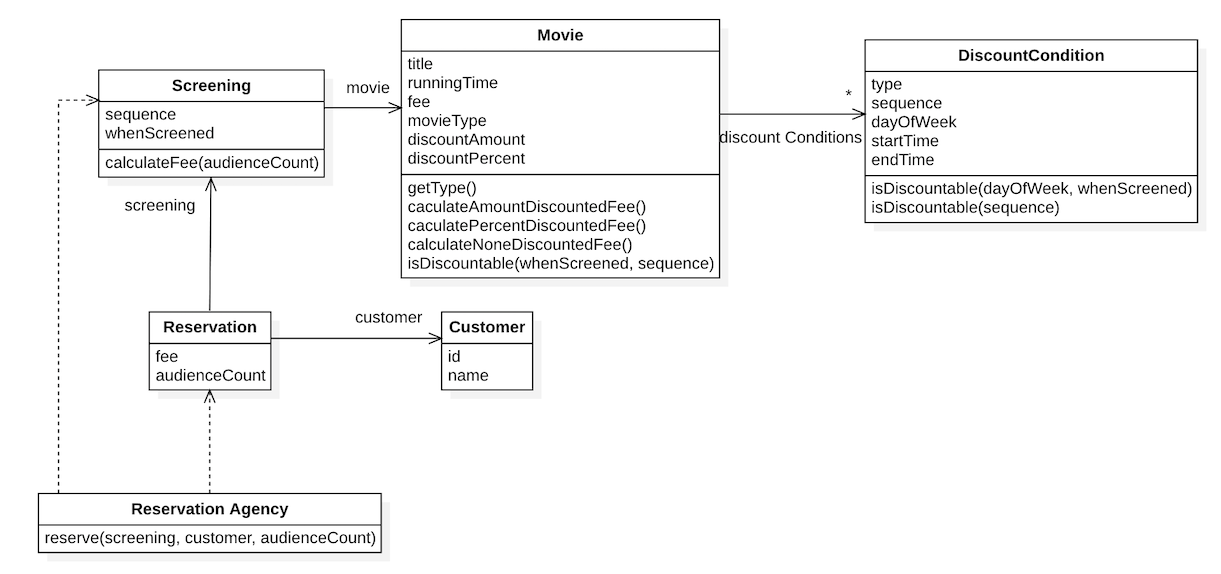 Movie
title
runningTime
fee
movieType
discountAmount
discountPercent
getType()
caculateAmountDiscountedFee()
caculatePercentDiscountedFee()
calculateNoneDiscountedFee()
isDiscountable(whenScreened, sequence)
DiscountCondition
type
sequence
dayOfWeek
startTime
endTime
isDiscountable(dayOfWeek, whenScreened)
isDiscountable(sequence)
*
discount Conditions
Screening
sequence
whenScreened
calculateFee(audienceCount)
movie
screening
Reservation
fee
audienceCount
customer
Customer
id
name
Reservation Agency
reserve(screening, customer, audienceCount)